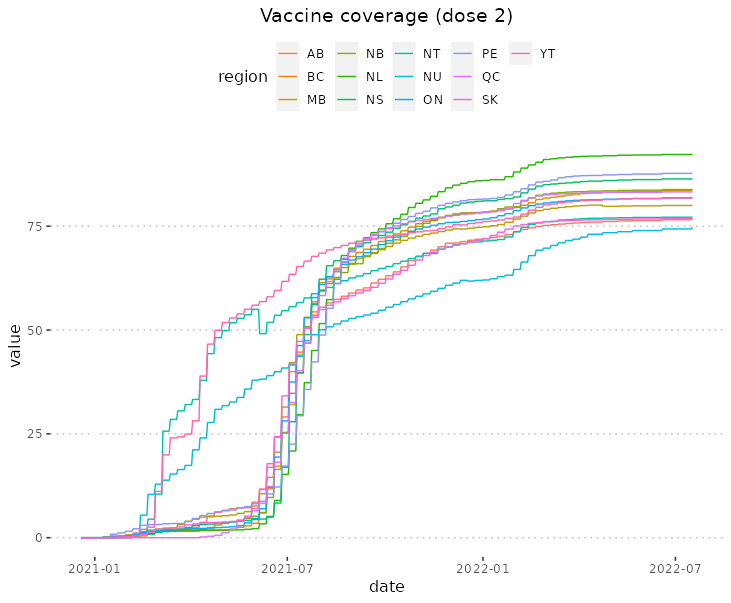 Vaccine coverage (dose 2)
region
AB NB NT PE YT
BC NL NU QC
MB NS ON SK
value
75
50
25
0
2021-01 2021-07 2022-01 2022-07
date